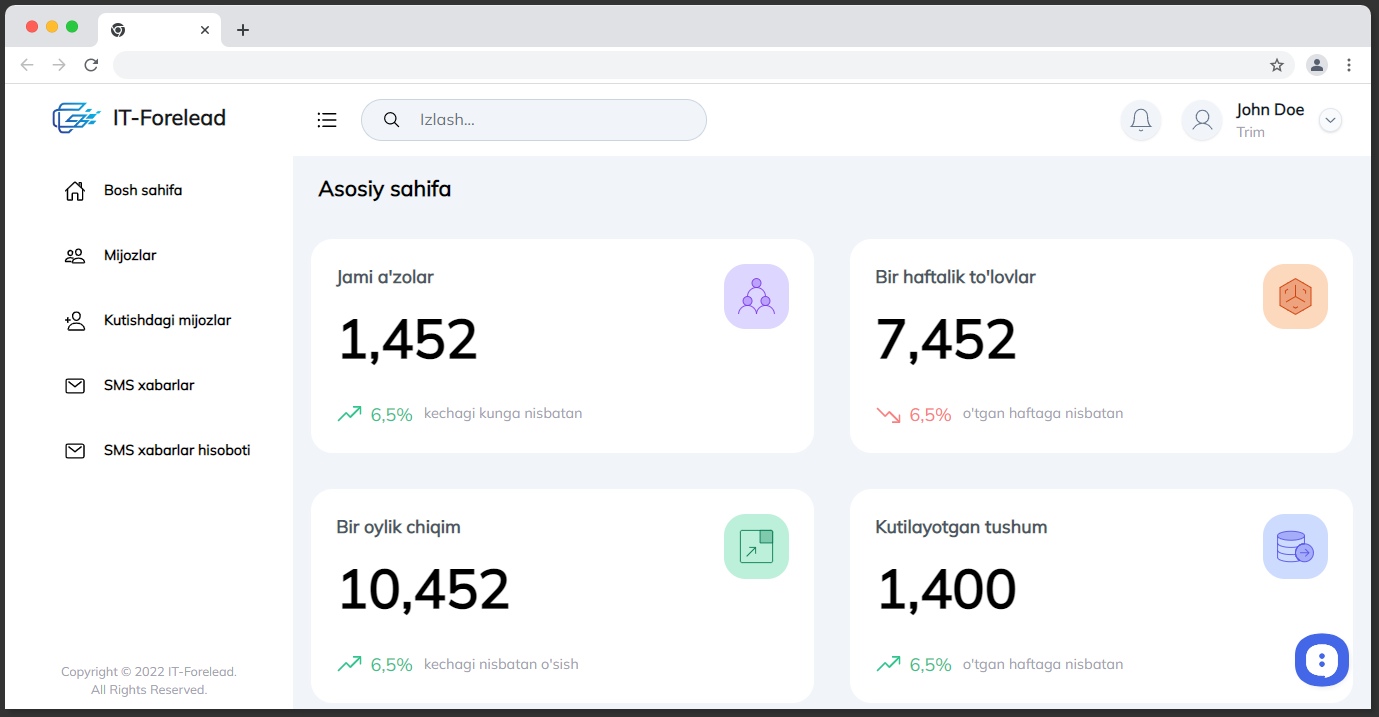 IT-Forelead
Izlash...
John Doe
Trim
Bosh sahifa
Mijozlar
Kutishdagi mijozlar
SMS xabarlar
SMS xabarlar hisoboti
Copyright © 2022 IT-Forelead.
All Rights Reserved.
Asosiy sahifa
Jami a'zolar
1,452
6,5% kechagi kunga nisbatan
Bir haftalik to'lovlar
7,452
6,5% o'tgan haftaga nisbatan
Bir oylik chiqim
10,452
6,5% kechagi nisbatan o'sish
Kutilayotgan tushum
1,400
6,5% o'tgan haftaga nisbatan